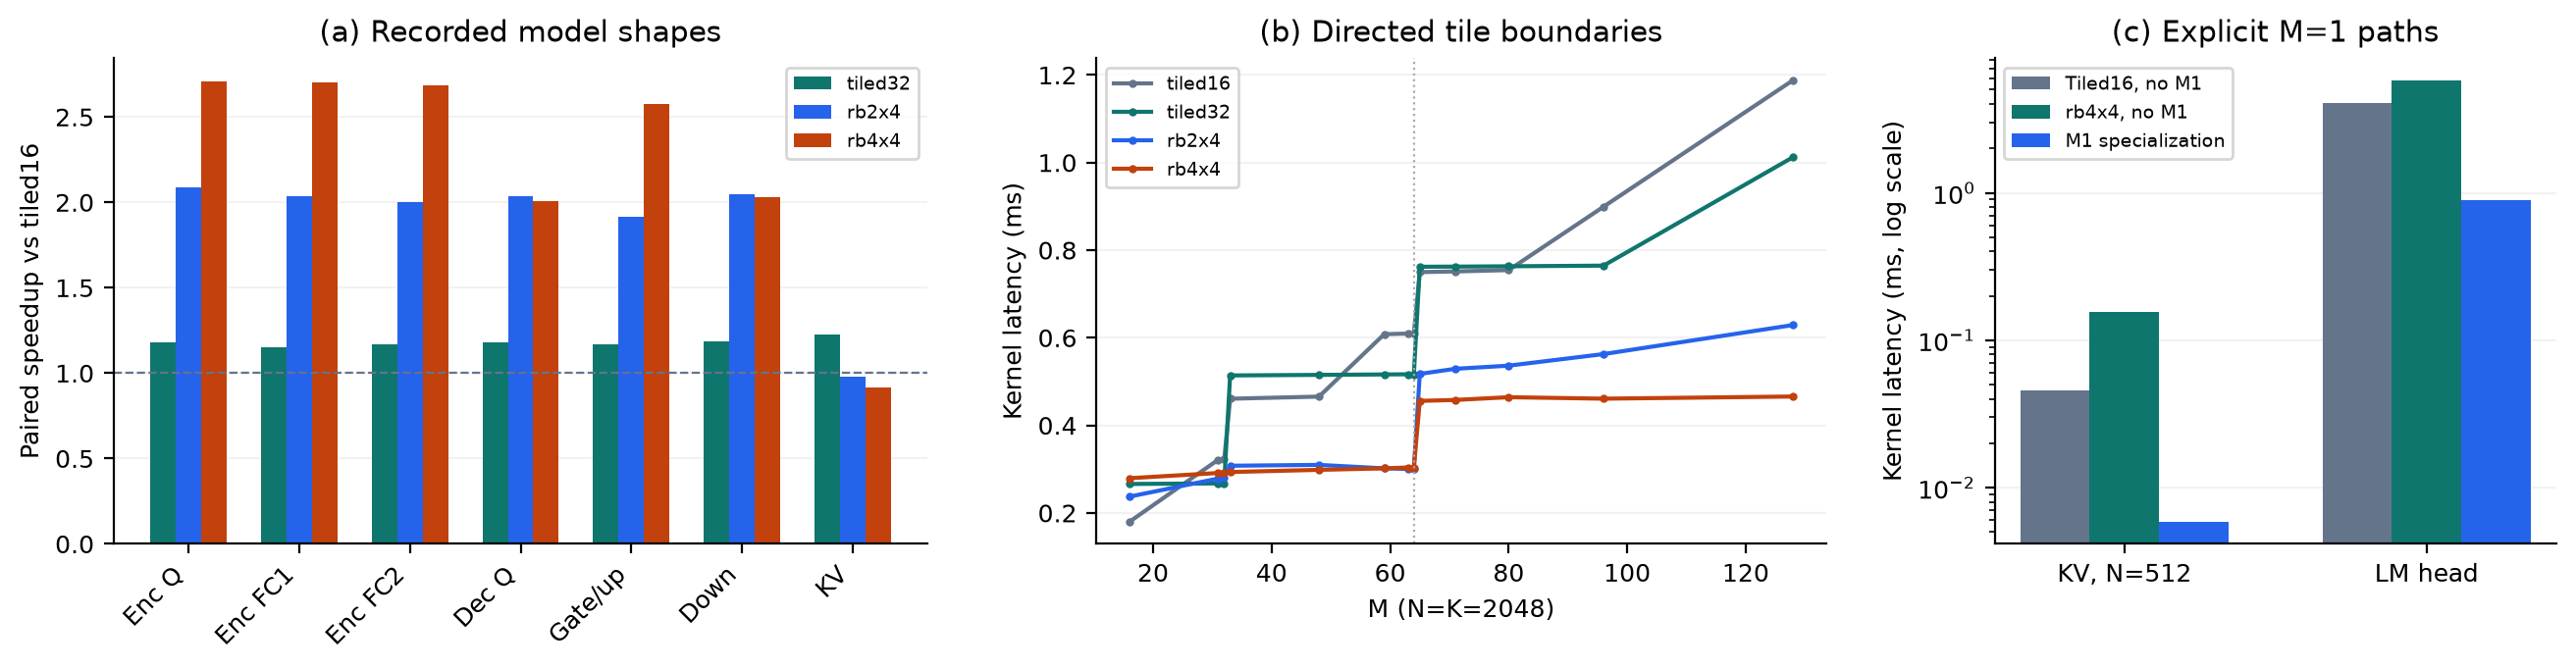 (a) Recorded model shapes
Paired speedup vs tiled16
2.5
2.0
1.5
1.0
0.5
0.0
tiled32
rb2x4
rb4x4
Enc Q
Enc FC1
Enc FC2
Dec Q
Gate/up
Down
KV
(b) Directed tile boundaries
Kernel latency (ms)
1.2
1.0
0.8
0.6
0.4
0.2
tiled16
tiled32
rb2x4
rb4x4
20
40
60
80
100
120
M (N=K=2048)
(c) Explicit M=1 paths
Kernel latency (ms, log scale)
10⁰
10⁻¹
10⁻²
Tiled16, no M1
rb4x4, no M1
M1 specialization
KV, N=512
LM head